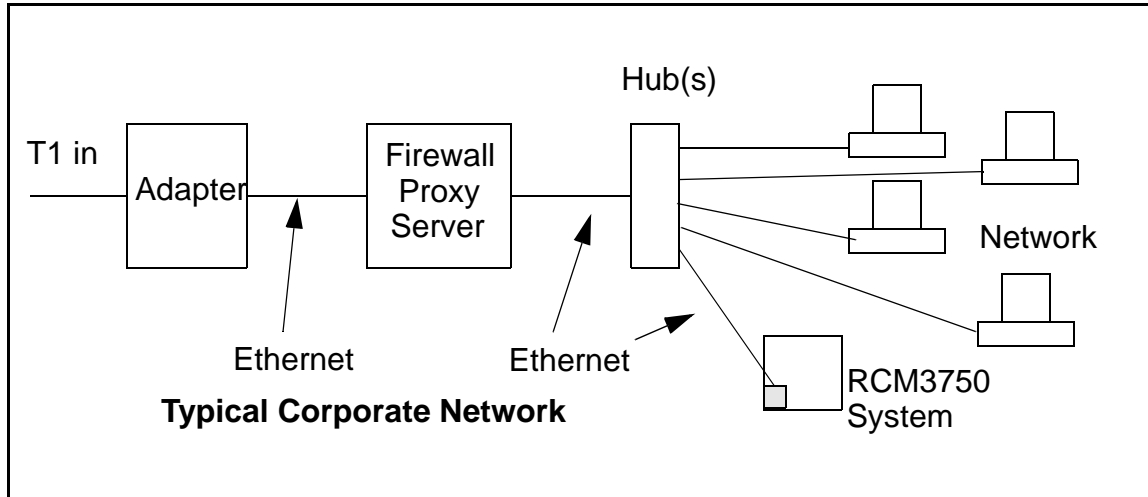 Hub(s)
T1 in
Adapter
Firewall
Proxy
Server
Network
Ethernet
Ethernet
RCM3750
System
Typical Corporate Network